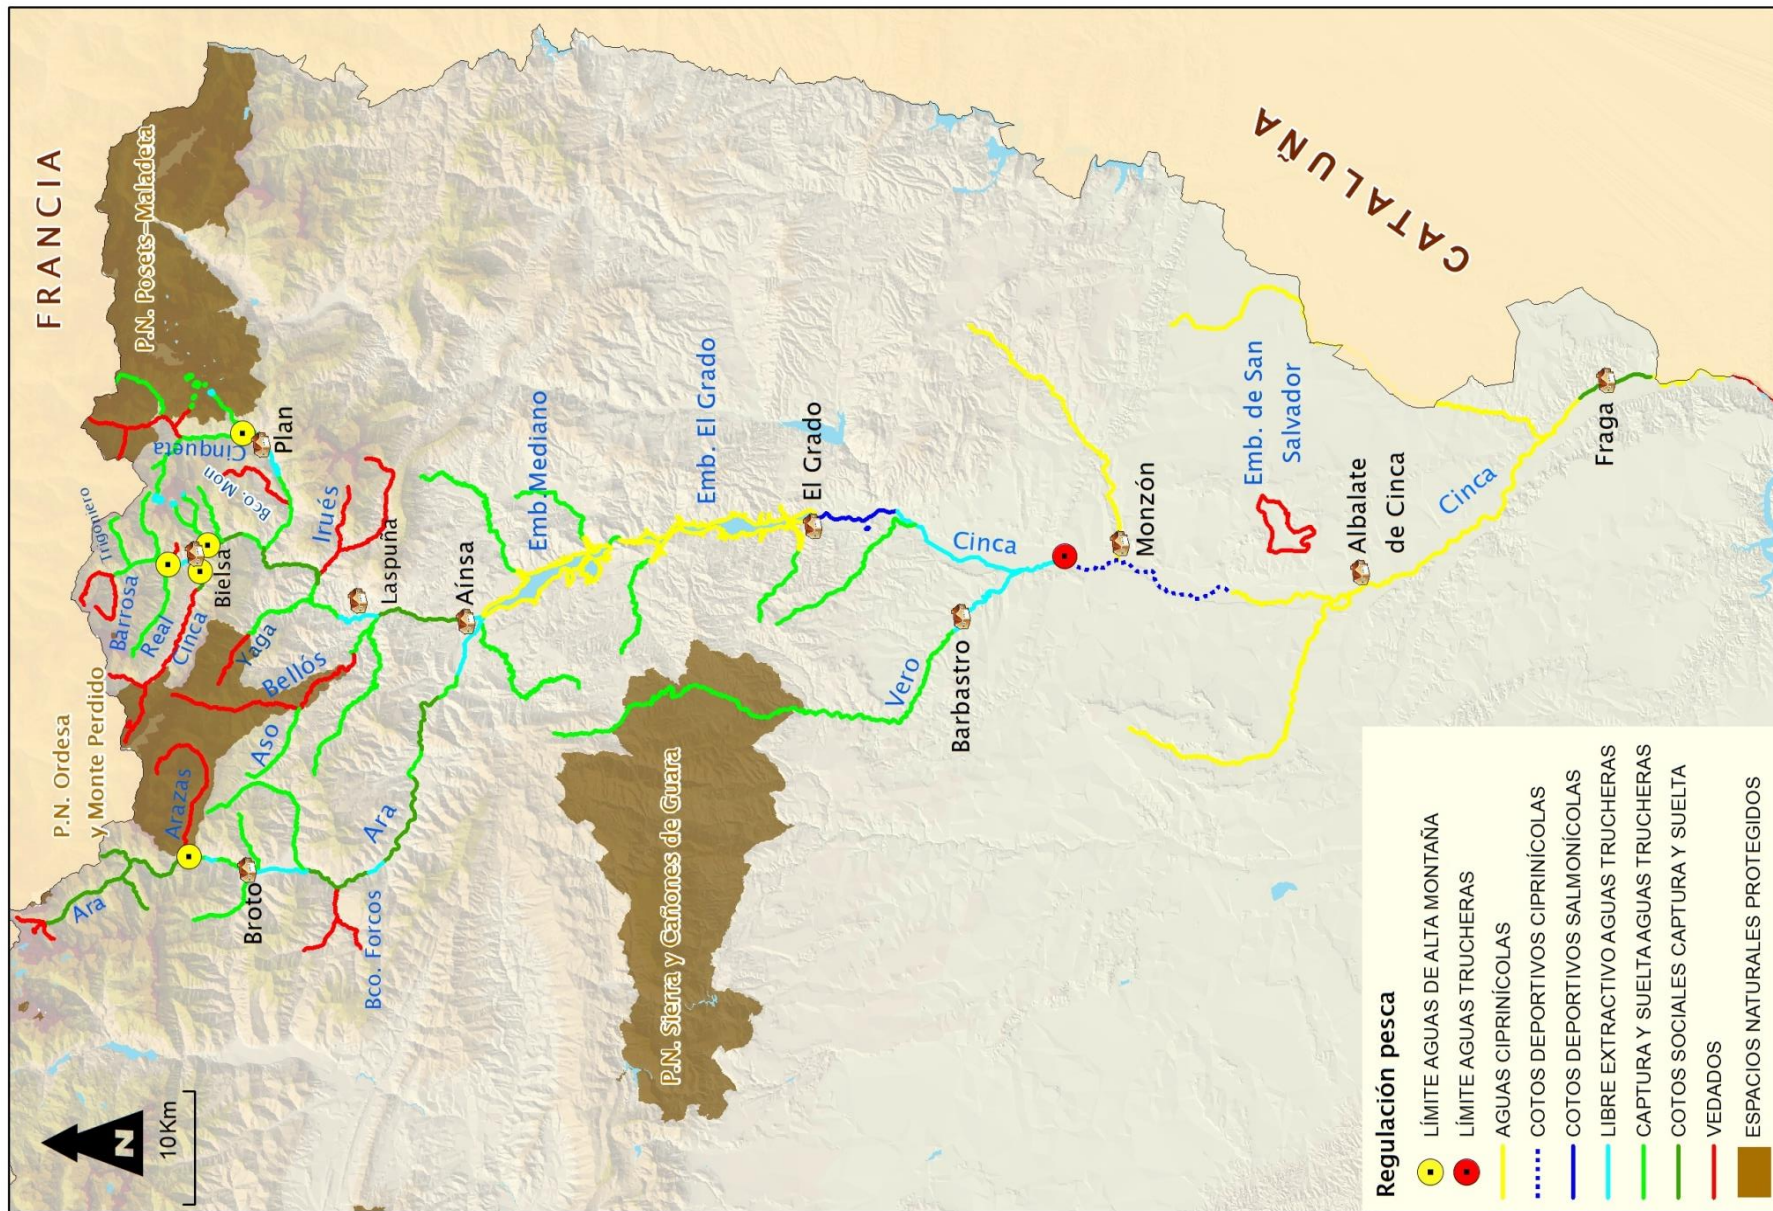 FRANCIA
P.N. Ordesa
y Monte Perdido
P.N. Posets-Maladeta
Ara
Arazas
Barrosa
Trigoniero
Real
Cinca
Bielsa
Cinqueta
Plan
Bco. Mon
Yaga
Bellós
Irués
Laspuña
Aso
Broto
Bco. Forcos
Ara
Aínsa
Emb.Mediano
Emb. El Grado
El Grado
P.N. Sierra y Cañones de Guara
Vero
Barbastro
Cinca
Monzón
Emb. de San
Salvador
Albalate
de Cinca
Cinca
Fraga
CATALUÑA
N
10Km
Regulación pesca
LÍMITE AGUAS DE ALTA MONTAÑA
LÍMITE AGUAS TRUCHERAS
AGUAS CIPRINÍCOLAS
COTOS DEPORTIVOS CIPRINÍCOLAS
COTOS DEPORTIVOS SALMONÍCOLAS
LIBRE EXTRACTIVO AGUAS TRUCHERAS
CAPTURA Y SUELTA AGUAS TRUCHERAS
COTOS SOCIALES CAPTURA Y SUELTA
VEDADOS
ESPACIOS NATURALES PROTEGIDOS